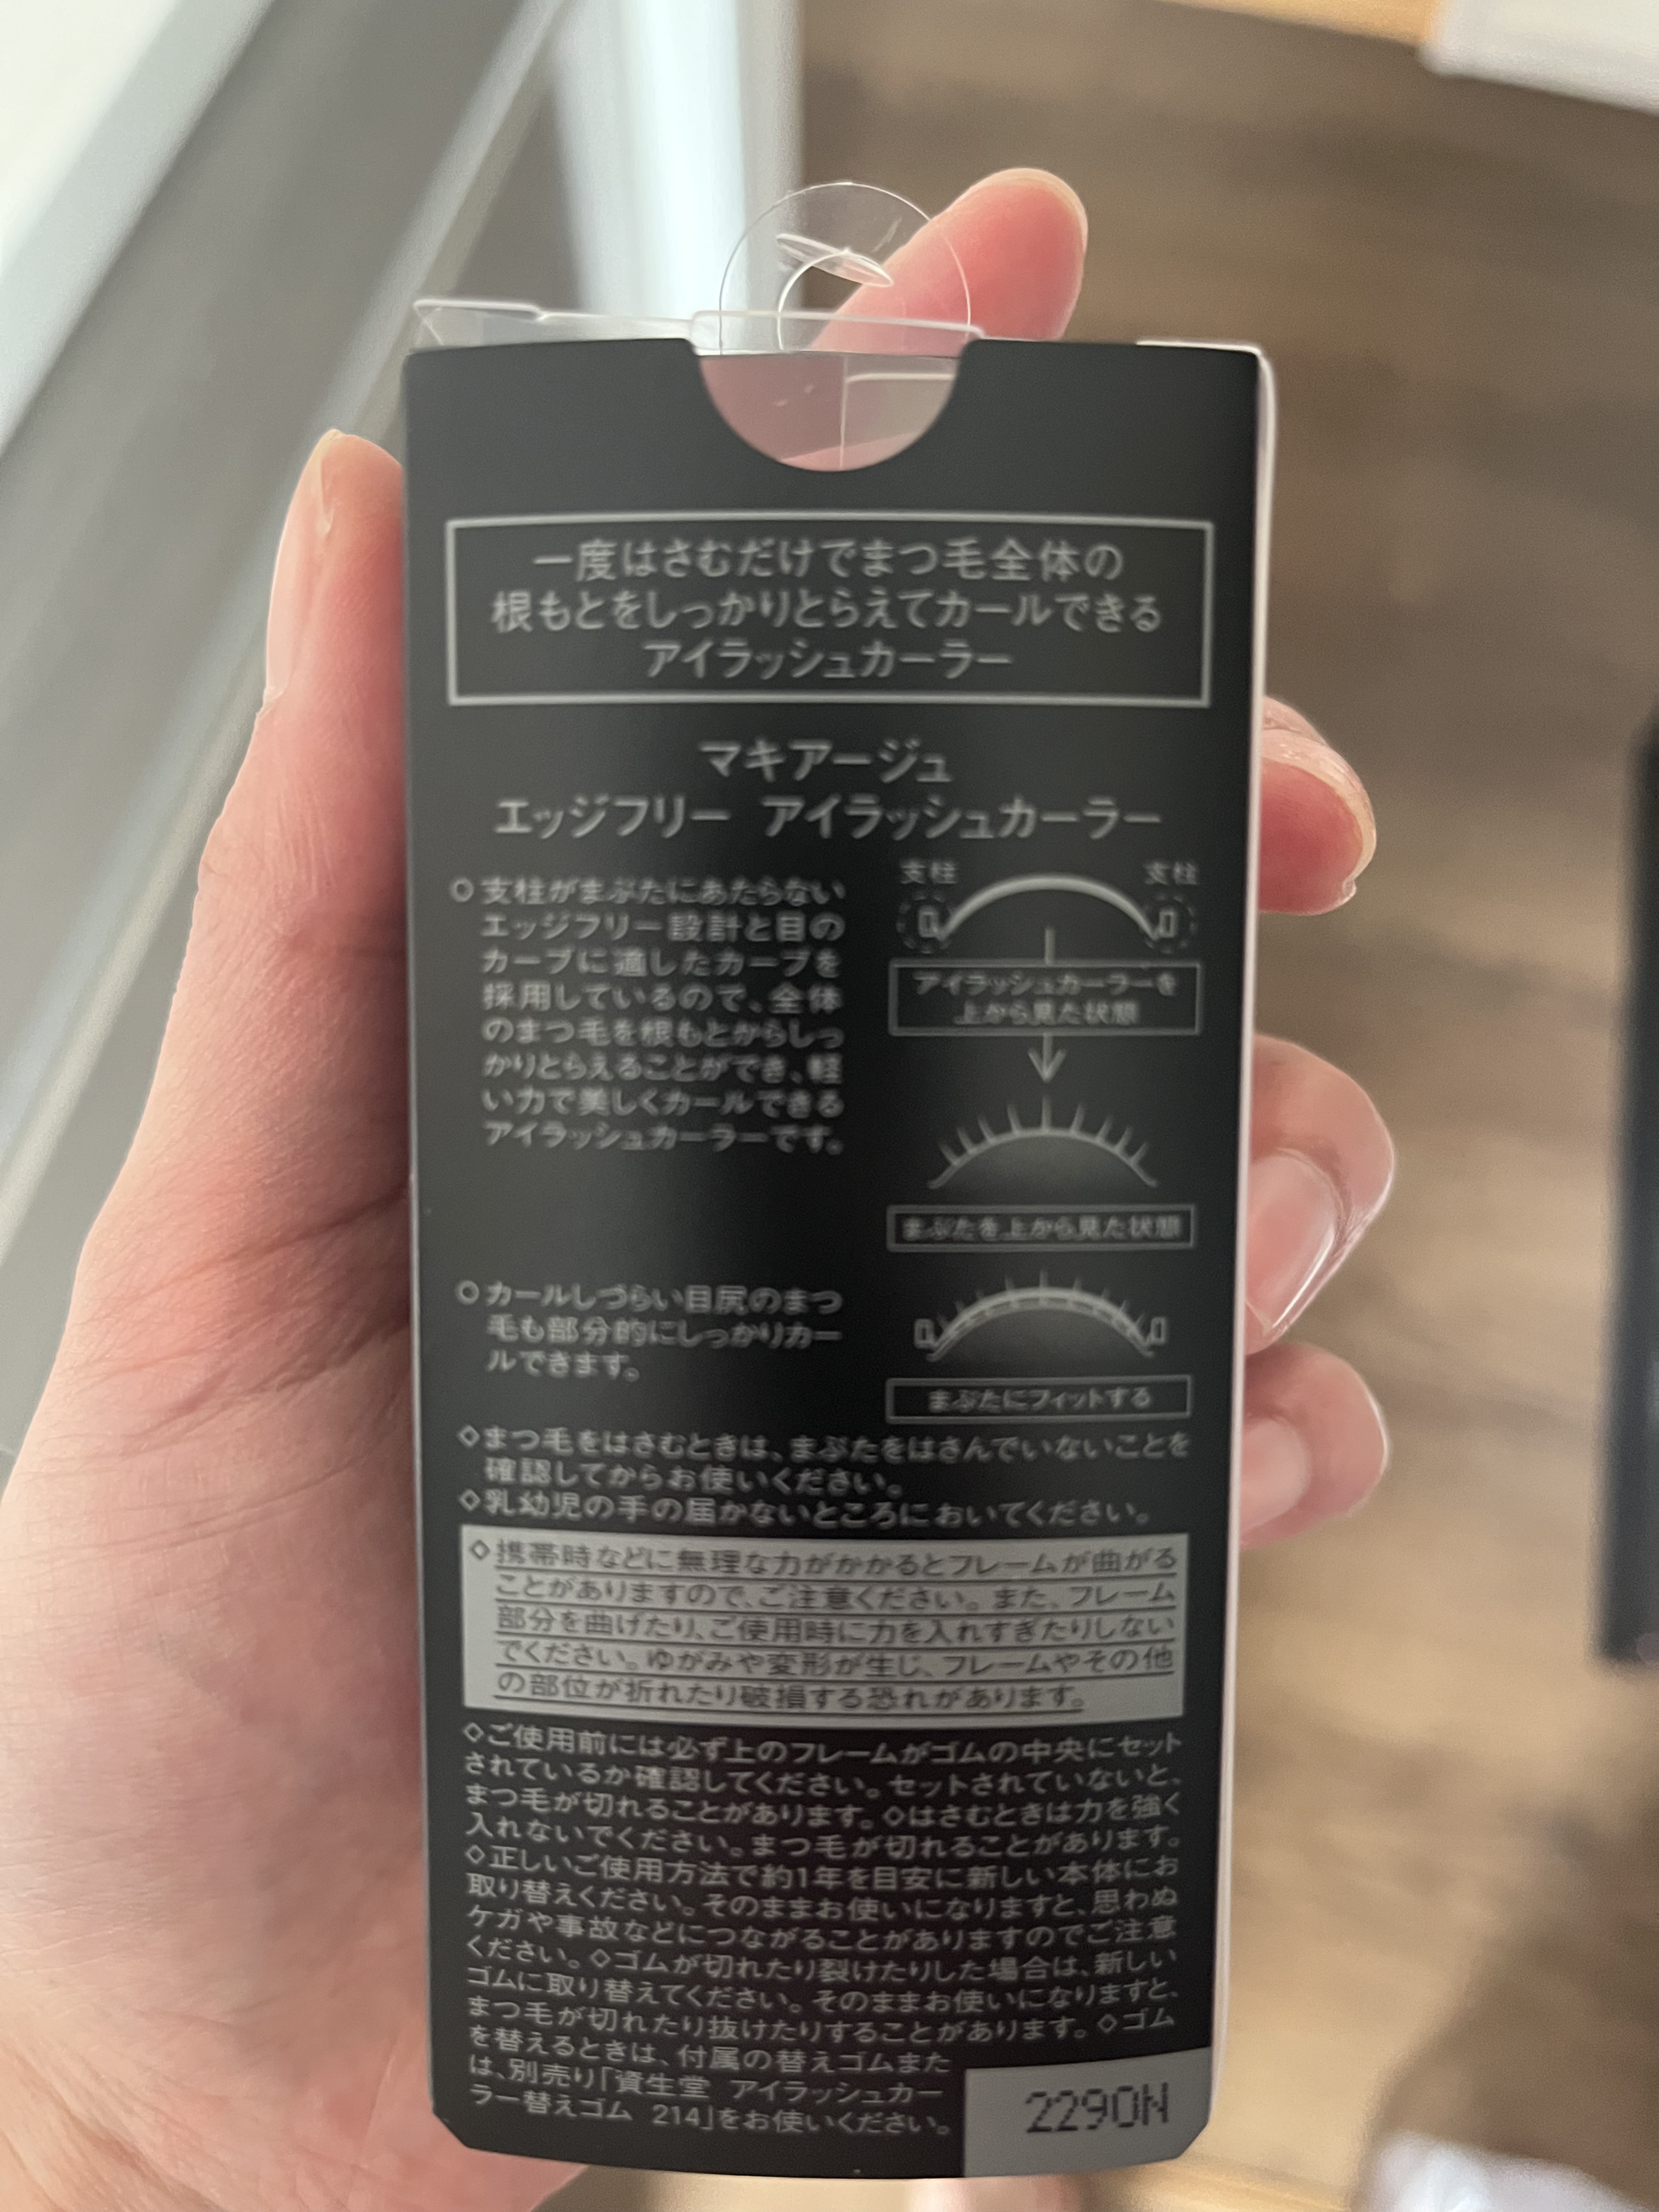 一度はさむだけでまつ毛全体の
根もとをしっかりとらえてカールできる
アイラッシュカーラー
マキアージュ
エッジフリー アイラッシュカーラー
○支柱がまぶたにあたらない
エッジフリー設計と目の
カーブに適したカーブを
採用しているので、全体
のまつ毛を根もとからしっ
かりとらえることができ、軽
い力で美しくカールできる
アイラッシュカーラーです。
支柱 支柱
アイラッシュカーラーを
上から見た状態
まぶたを上から見た状態
○カールしづらい目尻のまつ
毛も部分的にしっかりカー
ルできます。
まぶたにフィットする
◇まつ毛をはさむときは、まぶたをはさんでいないことを
確認してからお使いください。
◇乳幼児の手の届かないところにおいてください。
◇携帯時などに無理な力がかかるとフレームが曲がる
ことがありますので、ご注意ください。また、フレーム
部分を曲げたり、ご使用時に力を入れすぎたりしない
でください。ゆがみや変形が生じ、フレームやその他
の部位が折れたり破損する恐れがあります。
◇ご使用前には必ず上のフレームがゴムの中央にセット
されているか確認してください。セットされていないと、
まつ毛が切れることがあります。◇はさむときは力を強く
入れないでください。まつ毛が切れることがあります。
◇正しいご使用方法で約1年を目安に新しい本体にお
取り替えください。そのままお使いになりますと、思わぬ
ケガや事故などにつながることがありますのでご注意
ください。◇ゴムが切れたり裂けたりした場合は、新しい
ゴムに取り替えてください。そのままお使いになりますと、
まつ毛が切れたり抜けたりすることがあります。◇ゴム
を替えるときは、付属の替えゴムまた
は、別売り「資生堂 アイラッシュカー
ラー替えゴム 214」をお使いください。
2290N